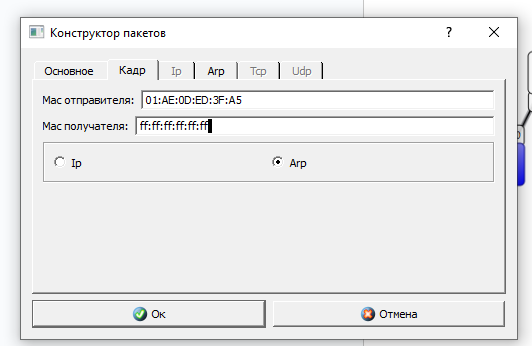 Конструктор пакетов
?
Основное Кадр Ip Arp Tcp Udp
Мас отправителя: 01:AE:0D:ED:3F:A5
Мас получателя: ff:ff:ff:ff:ff:ff
Ip Arp
Ок Отмена